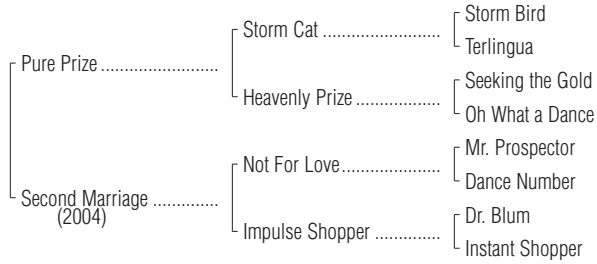 Storm Bird
Storm Cat ........................
Terlingua
Pure Prize ........................
Seeking the Gold
Heavenly Prize .................
Oh What a Dance
Mr. Prospector
Not For Love....................
Dance Number
Second Marriage .............
(2004)
Dr. Blum
Impulse Shopper .............
Instant Shopper